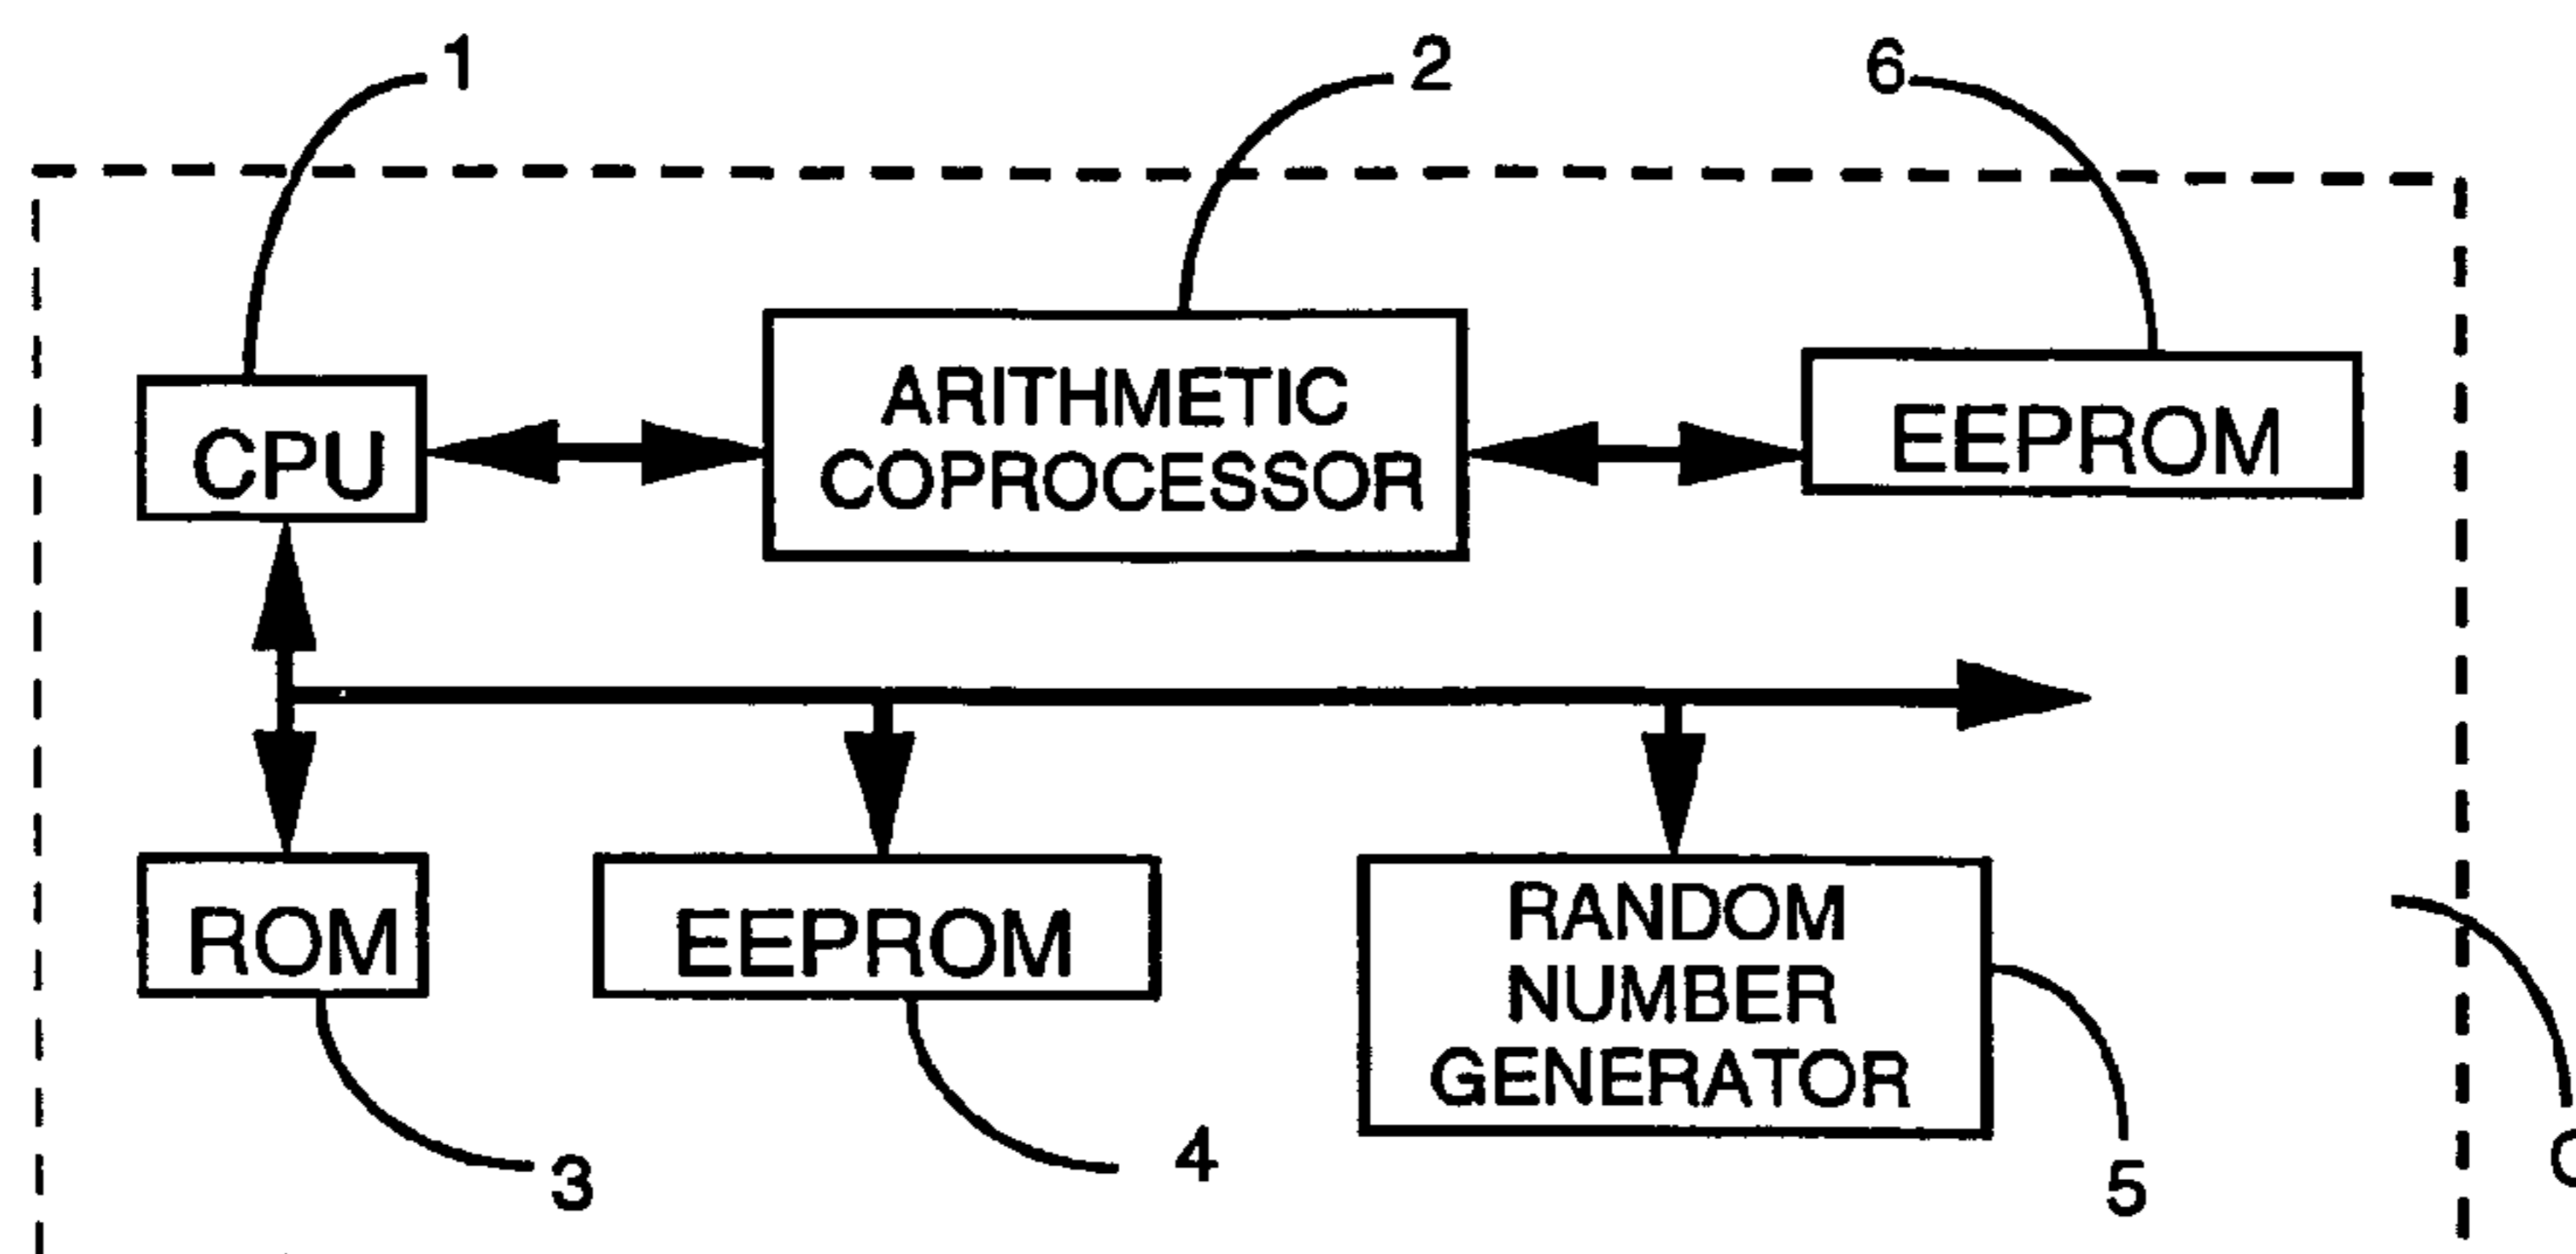 1
2
6
CPU
ARITHMETIC
COPROCESSOR
EEPROM
ROM
EEPROM
RANDOM
NUMBER
GENERATOR
3
4
5